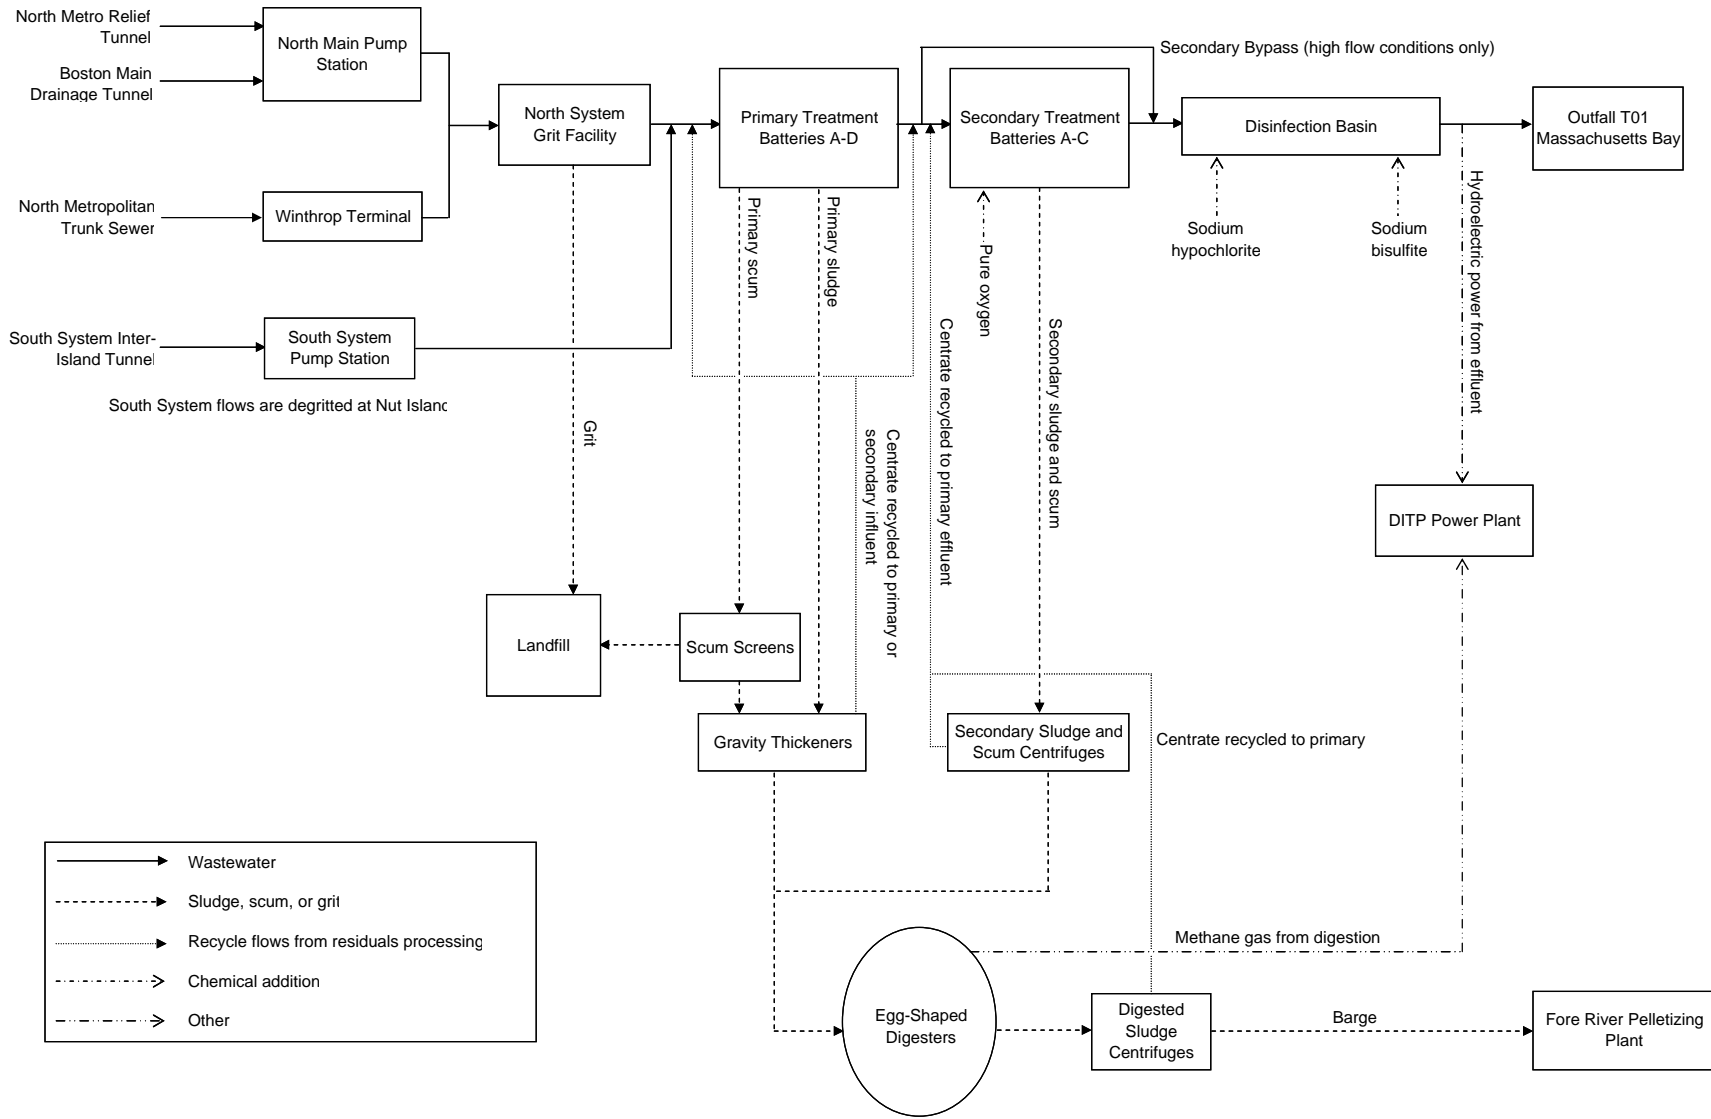 North Metro Relief
Tunnel
North Main Pump
Station
Boston Main
Drainage Tunnel
North System
Grit Facility
Primary Treatment
Batteries A-D
Secondary Bypass (high flow conditions only)
Secondary Treatment
Batteries A-C
Disinfection Basin
Outfall T01
Massachusetts Bay
North Metropolitan
Trunk Sewer
Winthrop Terminal
Primary scum
Primary sludge
Pure oxygen
Sodium
hypochlorite
Sodium
bisulfite
Hydroelectric power from effluent
South System Inter-
Island Tunnel
South System
Pump Station
South System flows are degritted at Nut Island
Grit
Centrate recycled to primary or
secondary influent
Centrate recycled to primary effluent
Secondary sludge and scum
DITP Power Plant
Landfill
Scum Screens
Gravity Thickeners
Secondary Sludge and
Scum Centrifuges
Centrate recycled to primary
Wastewater
Sludge, scum, or grit
Recycle flows from residuals processing
Chemical addition
Other
Methane gas from digestion
Egg-Shaped
Digesters
Digested
Sludge
Centrifuges
Barge
Fore River Pelletizing
Plant